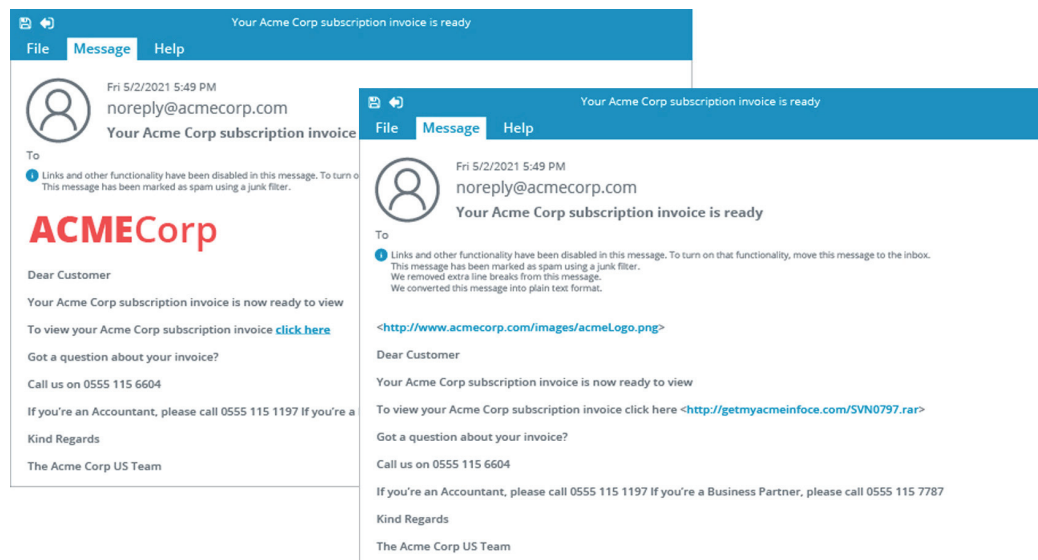 Your Acme Corp subscription invoice is ready
File Message Help
Fri 5/2/2021 5:49 PM
noreply@acmecorp.com
Your Acme Corp subscription invoice
To
Links and other functionality have been disabled in this message. To turn o
This message has been marked as spam using a junk filter.
ACMECorp
Dear Customer
Your Acme Corp subscription invoice is now ready to view
To view your Acme Corp subscription invoice click here
Got a question about your invoice?
Call us on 0555 115 6604
If you're an Accountant, please call 0555 115 1197 If you're a
Kind Regards
The Acme Corp US Team
Your Acme Corp subscription invoice is ready
File Message Help
Fri 5/2/2021 5:49 PM
noreply@acmecorp.com
Your Acme Corp subscription invoice is ready
To
Links and other functionality have been disabled in this message. To turn on that functionality, move this message to the inbox.
This message has been marked as spam using a junk filter.
We removed extra line breaks from this message.
We converted this message into plain text format.
<http://www.acmecorp.com/images/acmeLogo.png>
Dear Customer
Your Acme Corp subscription invoice is now ready to view
To view your Acme Corp subscription invoice click here <http://getmyacmeinfoce.com/SVN0797.rar>
Got a question about your invoice?
Call us on 0555 115 6604
If you're an Accountant, please call 0555 115 1197 If you're a Business Partner, please call 0555 115 7787
Kind Regards
The Acme Corp US Team